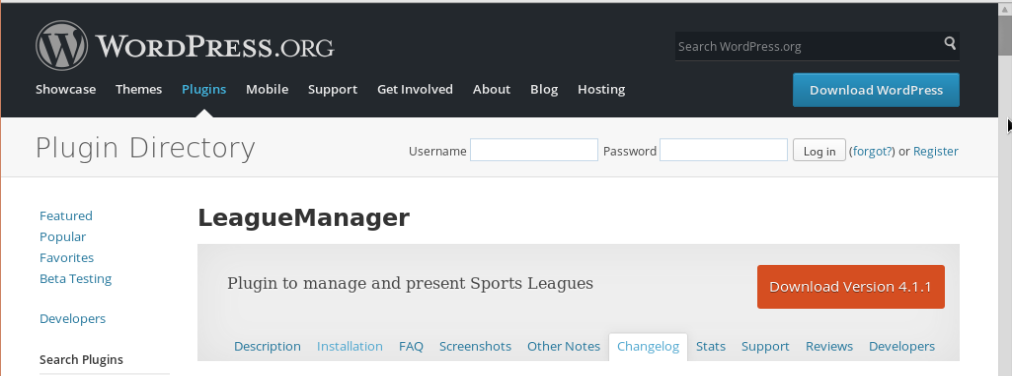 WORDPRESS.ORG
Search WordPress.org
Showcase Themes Plugins Mobile Support Get Involved About Blog Hosting
Download WordPress
Plugin Directory
Username Password Log in (forgot?) or Register
Featured
Popular
Favorites
Beta Testing
Developers
Search Plugins
LeagueManager
Plugin to manage and present Sports Leagues
Download Version 4.1.1
Description Installation FAQ Screenshots Other Notes Changelog Stats Support Reviews Developers